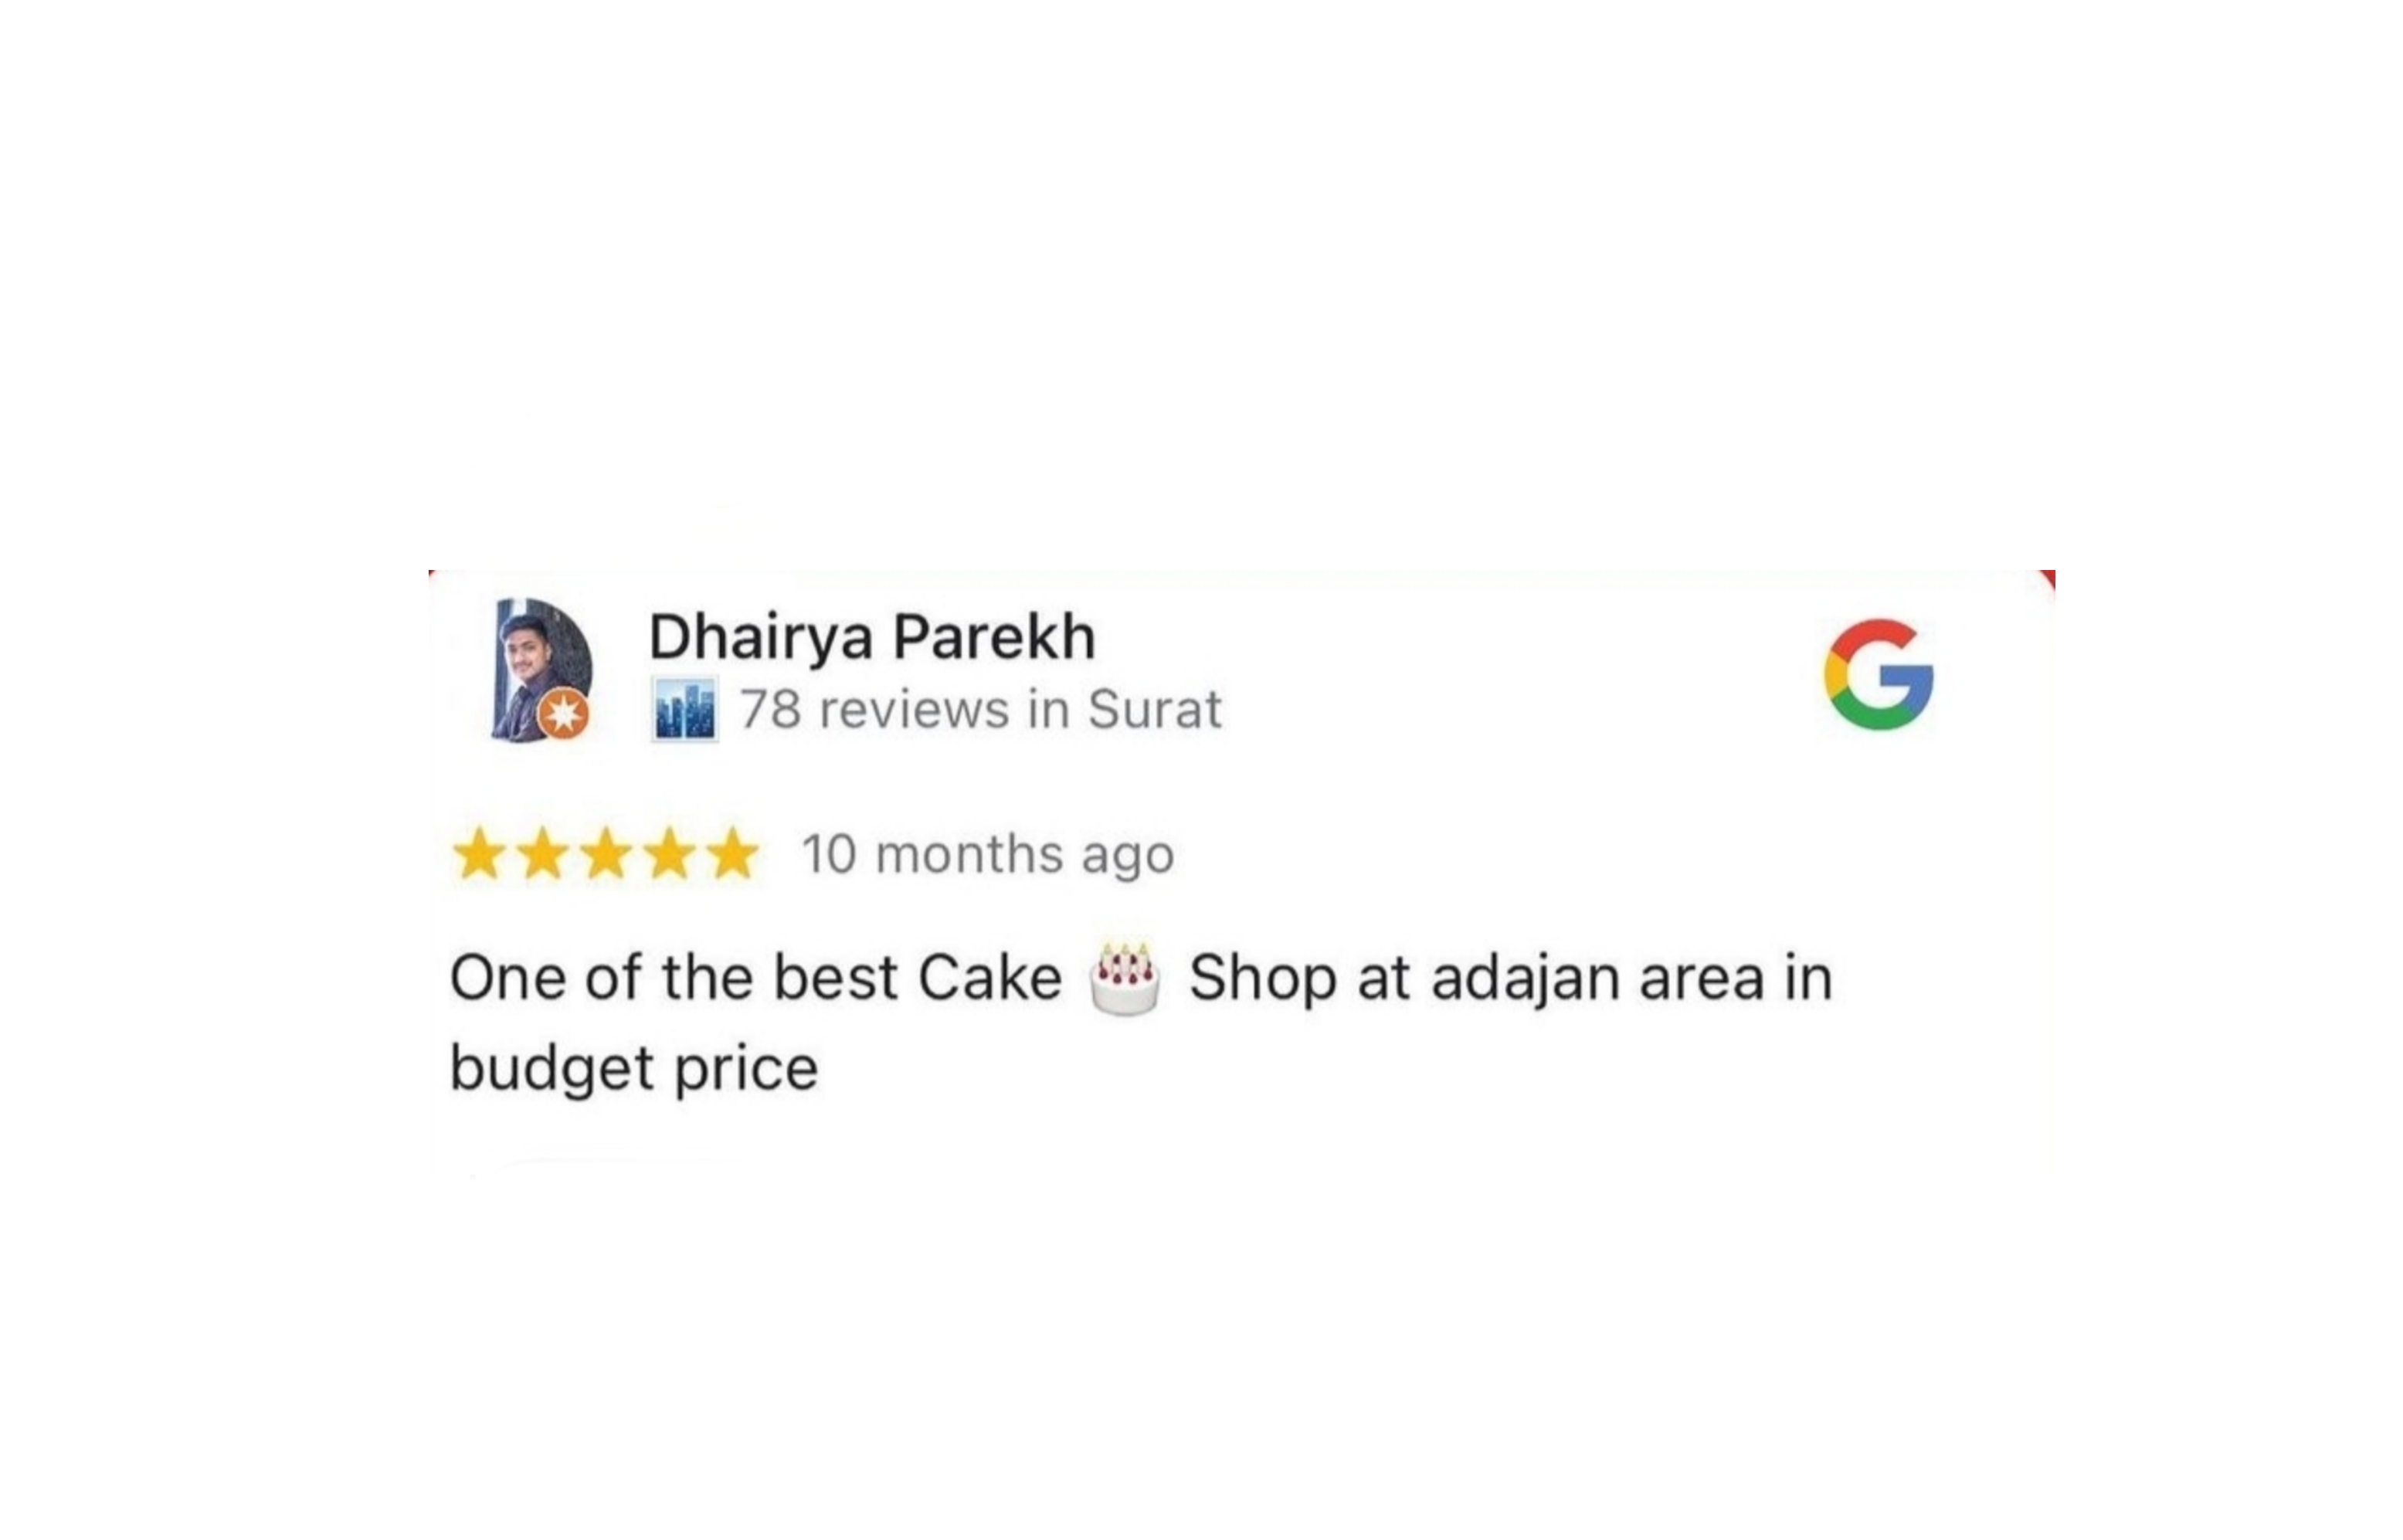 Dhairya Parekh
78 reviews in Surat
10 months ago
One of the best Cake 🎂 Shop at adajan area in
budget price